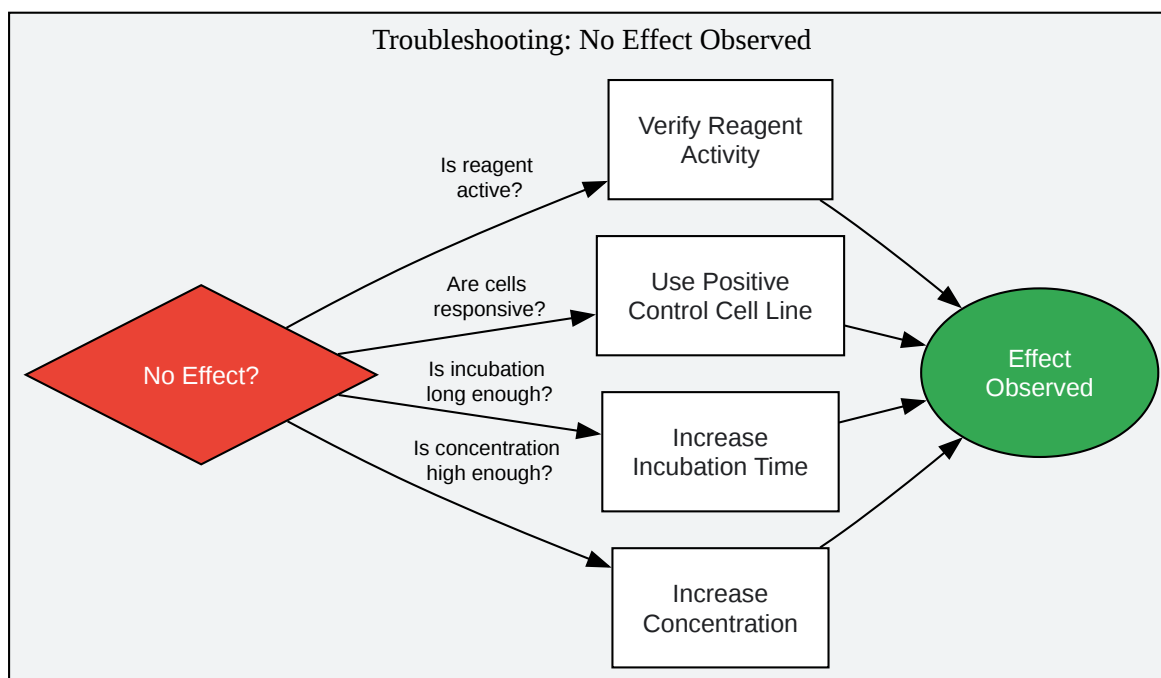 Troubleshooting: No Effect Observed
Verify Reagent
Activity
Is reagent
active?
Use Positive
Control Cell Line
Are cells
responsive?
No Effect?
Is incubation
long enough?
Effect
Observed
Increase
Incubation Time
Is concentration
high enough?
Increase
Concentration